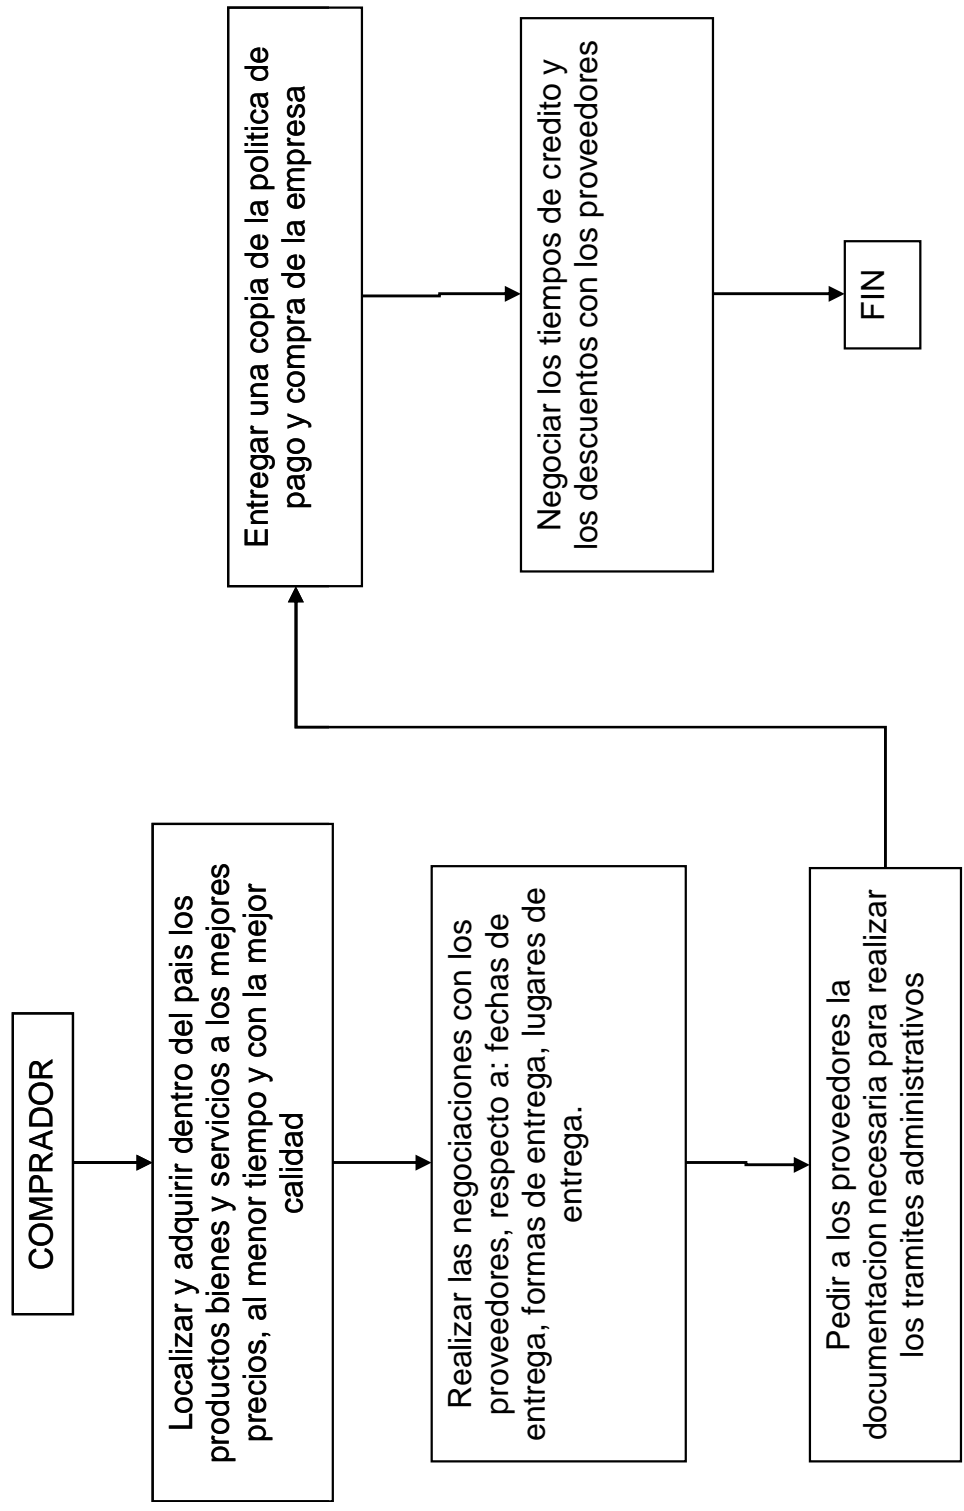 COMPRADOR
Localizar y adquirir dentro del pais los
productos bienes y servicios a los mejores
precios, al menor tiempo y con la mejor
calidad
Realizar las negociaciones con los
proveedores, respecto a: fechas de
entrega, formas de entrega, lugares de
entrega.
Pedir a los proveedores la
documentacion necesaria para realizar
los tramites administrativos
Entregar una copia de la politica de
pago y compra de la empresa
Negociar los tiempos de credito y
los descuentos con los proveedores
FIN